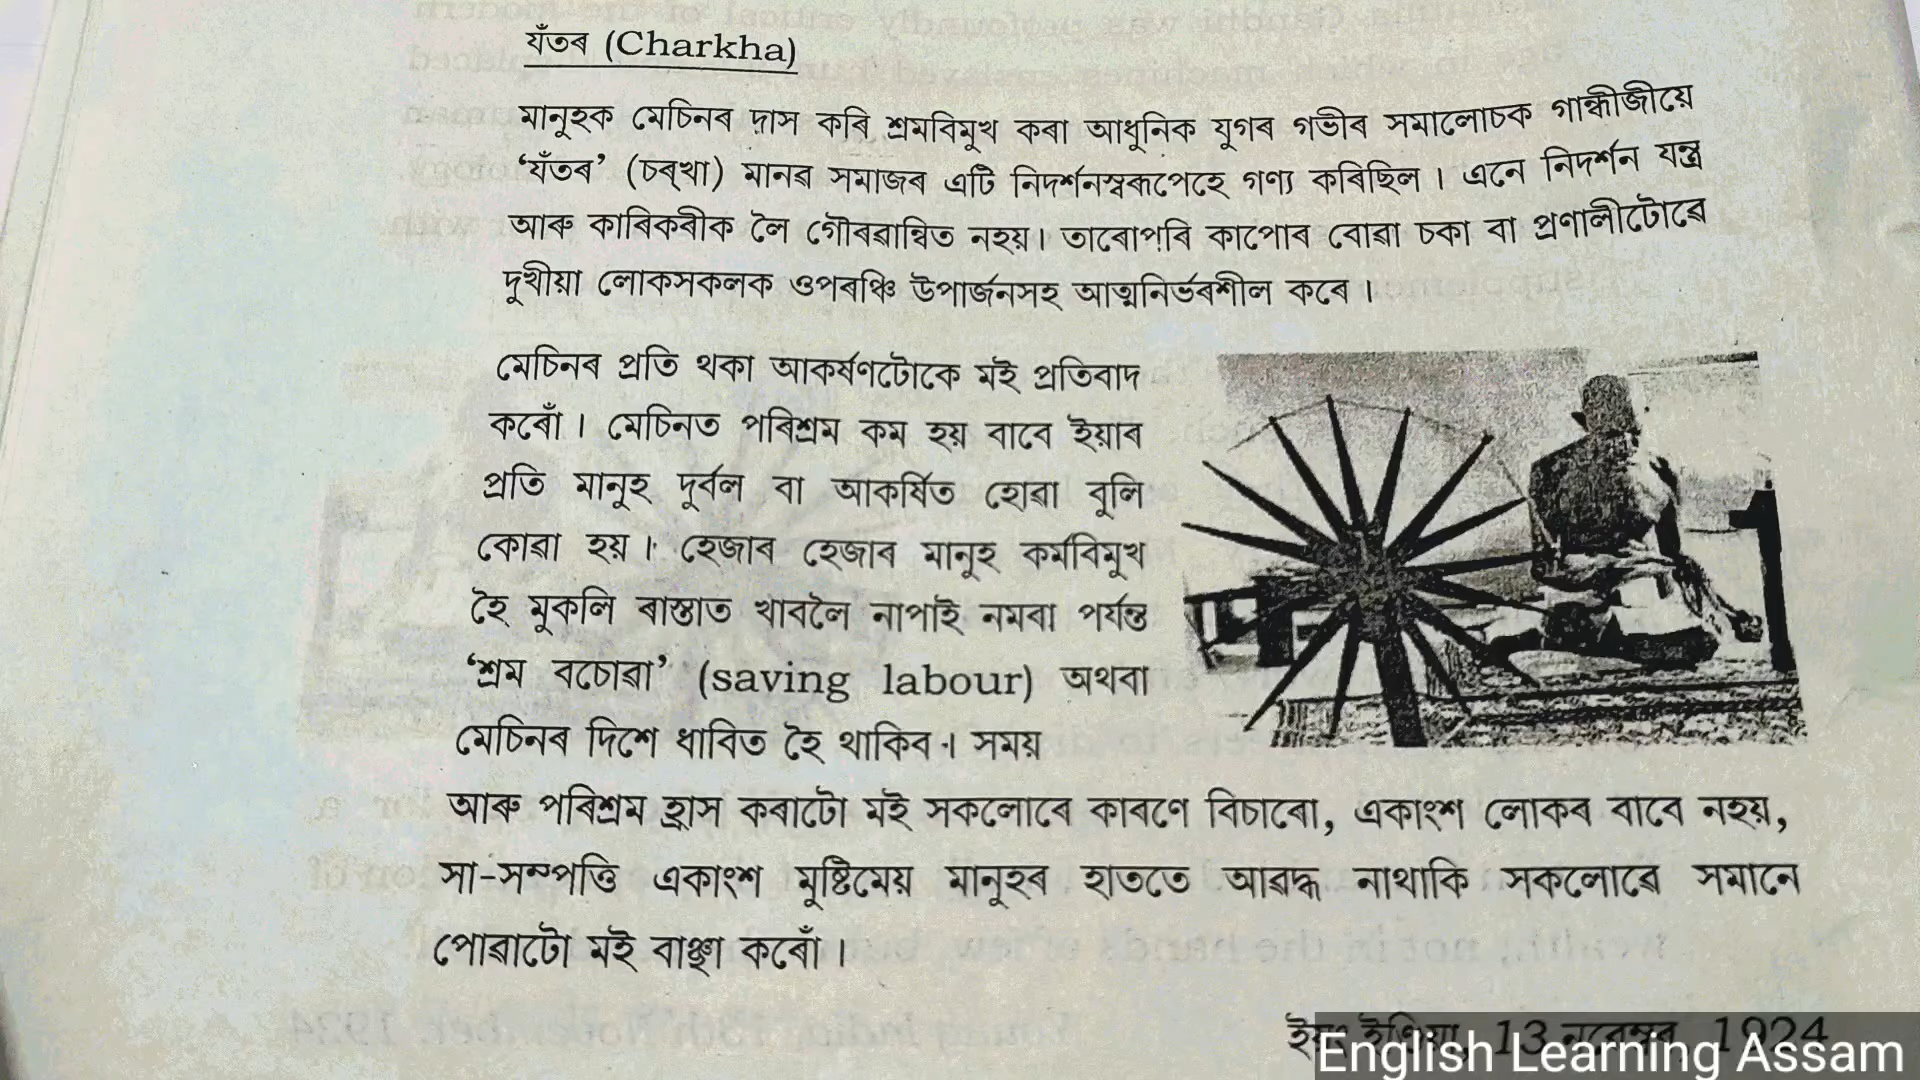 যঁতৰ (Charkha)
মানুহক মেচিনৰ দাস কৰি শ্ৰমবিমুখ কৰা আধুনিক যুগৰ গভীৰ সমালোচক গান্ধীজীয়ে
‘যঁতৰ’ (চৰ্খা) মানৱ সমাজৰ এটি নিদৰ্শনস্বৰূপেহে গণ্য কৰিছিল। এনে নিদৰ্শন যন্ত্ৰ
আৰু কাৰিকৰীক লৈ গৌৰৱান্বিত নহয়। তাৰোপৰি কাপোৰ বোৱা চকা বা প্ৰণালীটোৱে
দুখীয়া লোকসকলক ওপৰঞ্চি উপাৰ্জনসহ আত্মনিৰ্ভৰশীল কৰে।
মেচিনৰ প্ৰতি থকা আকৰ্ষণটোকে মই প্ৰতিবাদ
কৰোঁ। মেচিনত পৰিশ্ৰম কম হয় বাবে ইয়াৰ
প্ৰতি মানুহ দুৰ্বল বা আকৰ্ষিত হোৱা বুলি
কোৱা হয়। হেজাৰ হেজাৰ মানুহ কৰ্মবিমুখ
হৈ মুকলি ৰাস্তাত খাবলৈ নাপাই নমৰা পৰ্যন্ত
‘শ্ৰম বচোৱা’ (saving labour) অথবা
মেচিনৰ দিশে ধাবিত হৈ থাকিব। সময়
আৰু পৰিশ্ৰম হ্ৰাস কৰাটো মই সকলোৰে কাৰণে বিচাৰো, একাংশ লোকৰ বাবে নহয়,
সা-সম্পত্তি একাংশ মুষ্টিমেয় মানুহৰ হাততে আৱদ্ধ নাথাকি সকলোৱে সমানে
পোৱাটো মই বাঞ্ছা কৰোঁ।
ইয়ং ইণ্ডিয়া, 13 নৱেম্বৰ, 1924
English Learning Assam